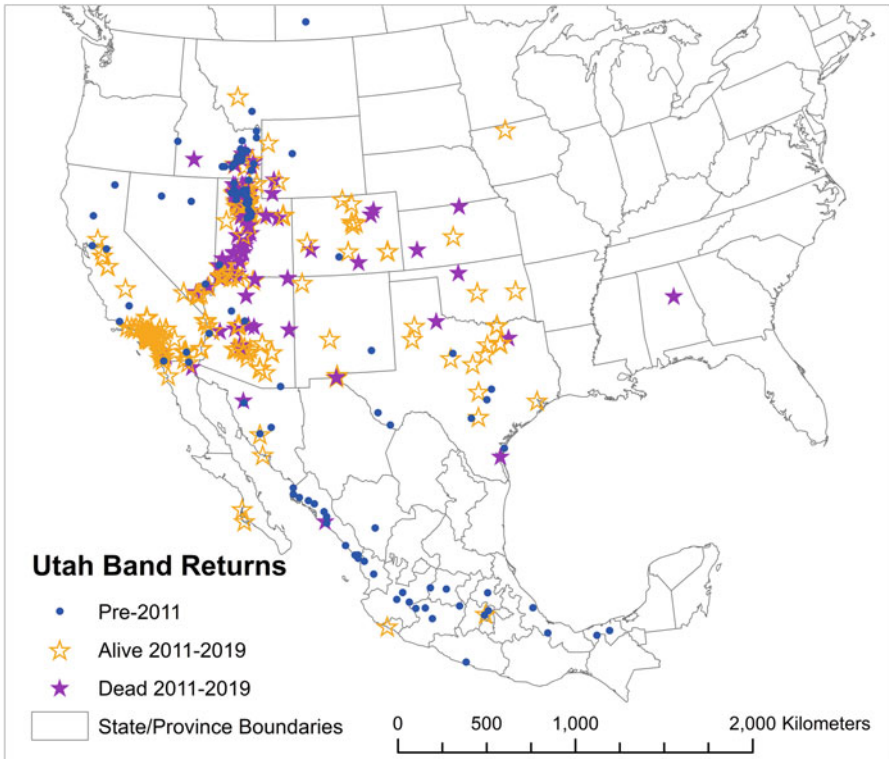 Utah Band Returns
Pre-2011
Alive 2011-2019
Dead 2011-2019
State/Province Boundaries
0 500 1,000 2,000 Kilometers